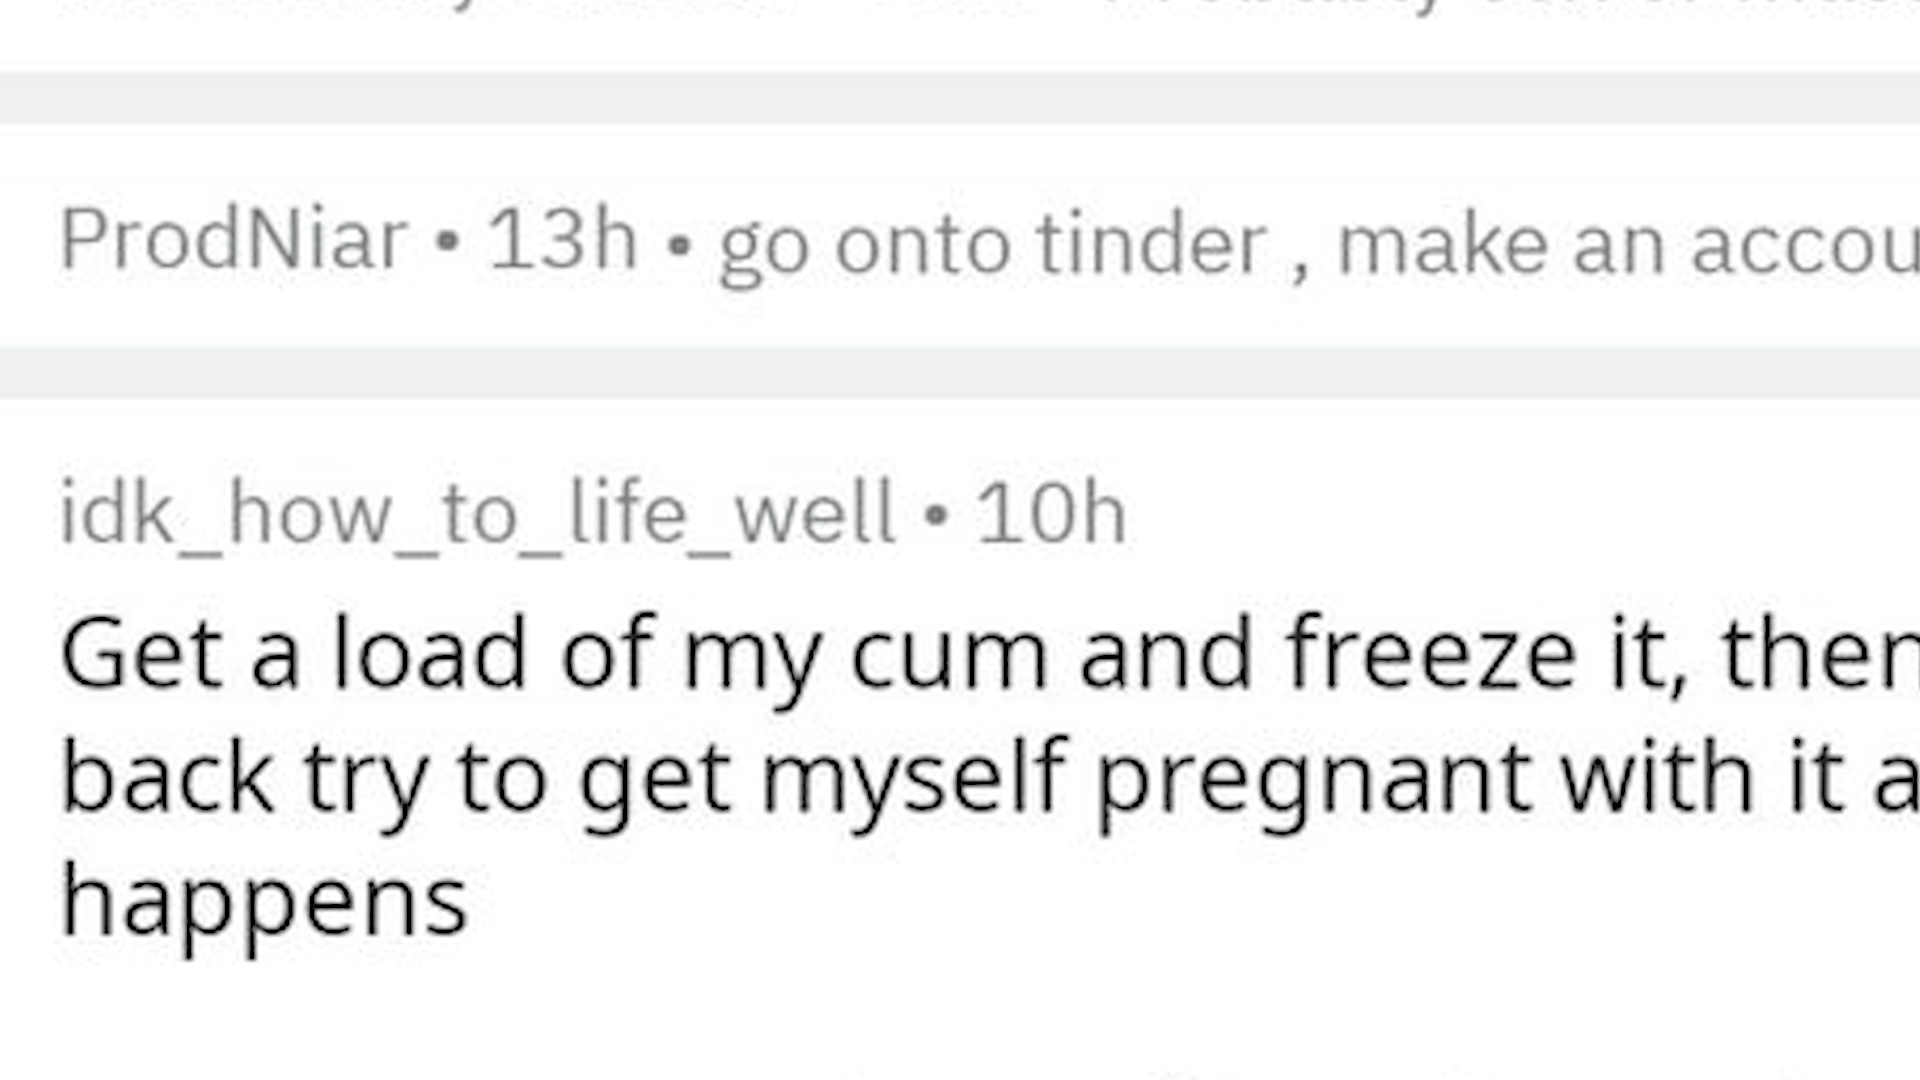 ProdNiar • 13h • go onto tinder , make an accou
idk_how_to_life_well • 10h
Get a load of my cum and freeze it, then
back try to get myself pregnant with it a
happens